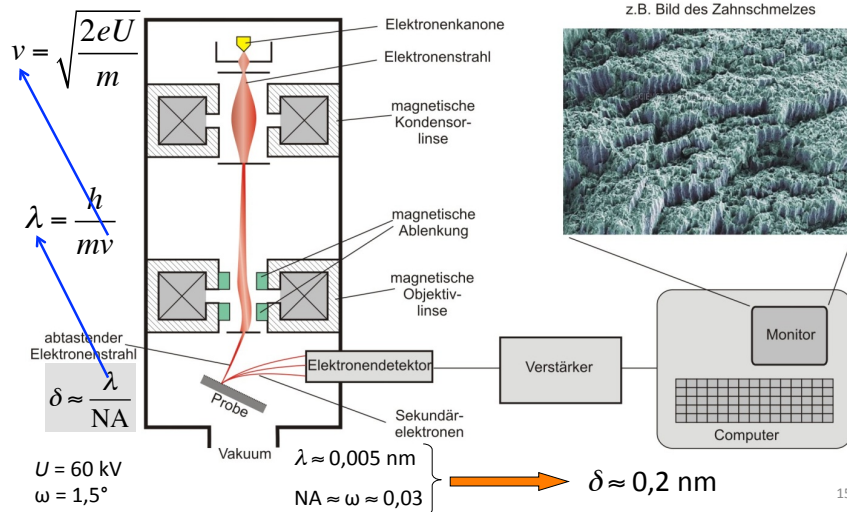 z.B. Bild des Zahnschmelzes
v = √(2eU/m)
Elektronenkanone
Elektronenstrahl
magnetische
Kondensor-
linse
λ = h/mv
magnetische
Ablenkung
magnetische
Objektiv-
linse
abtastender
Elektronenstrahl
δ ≈ λ/NA
Probe
Elektronendetektor
Verstärker
Monitor
Computer
Sekundär-
elektronen
Vakuum
U = 60 kV
ω = 1,5°
λ ≈ 0,005 nm
NA ≈ ω ≈ 0,03
δ ≈ 0,2 nm
15